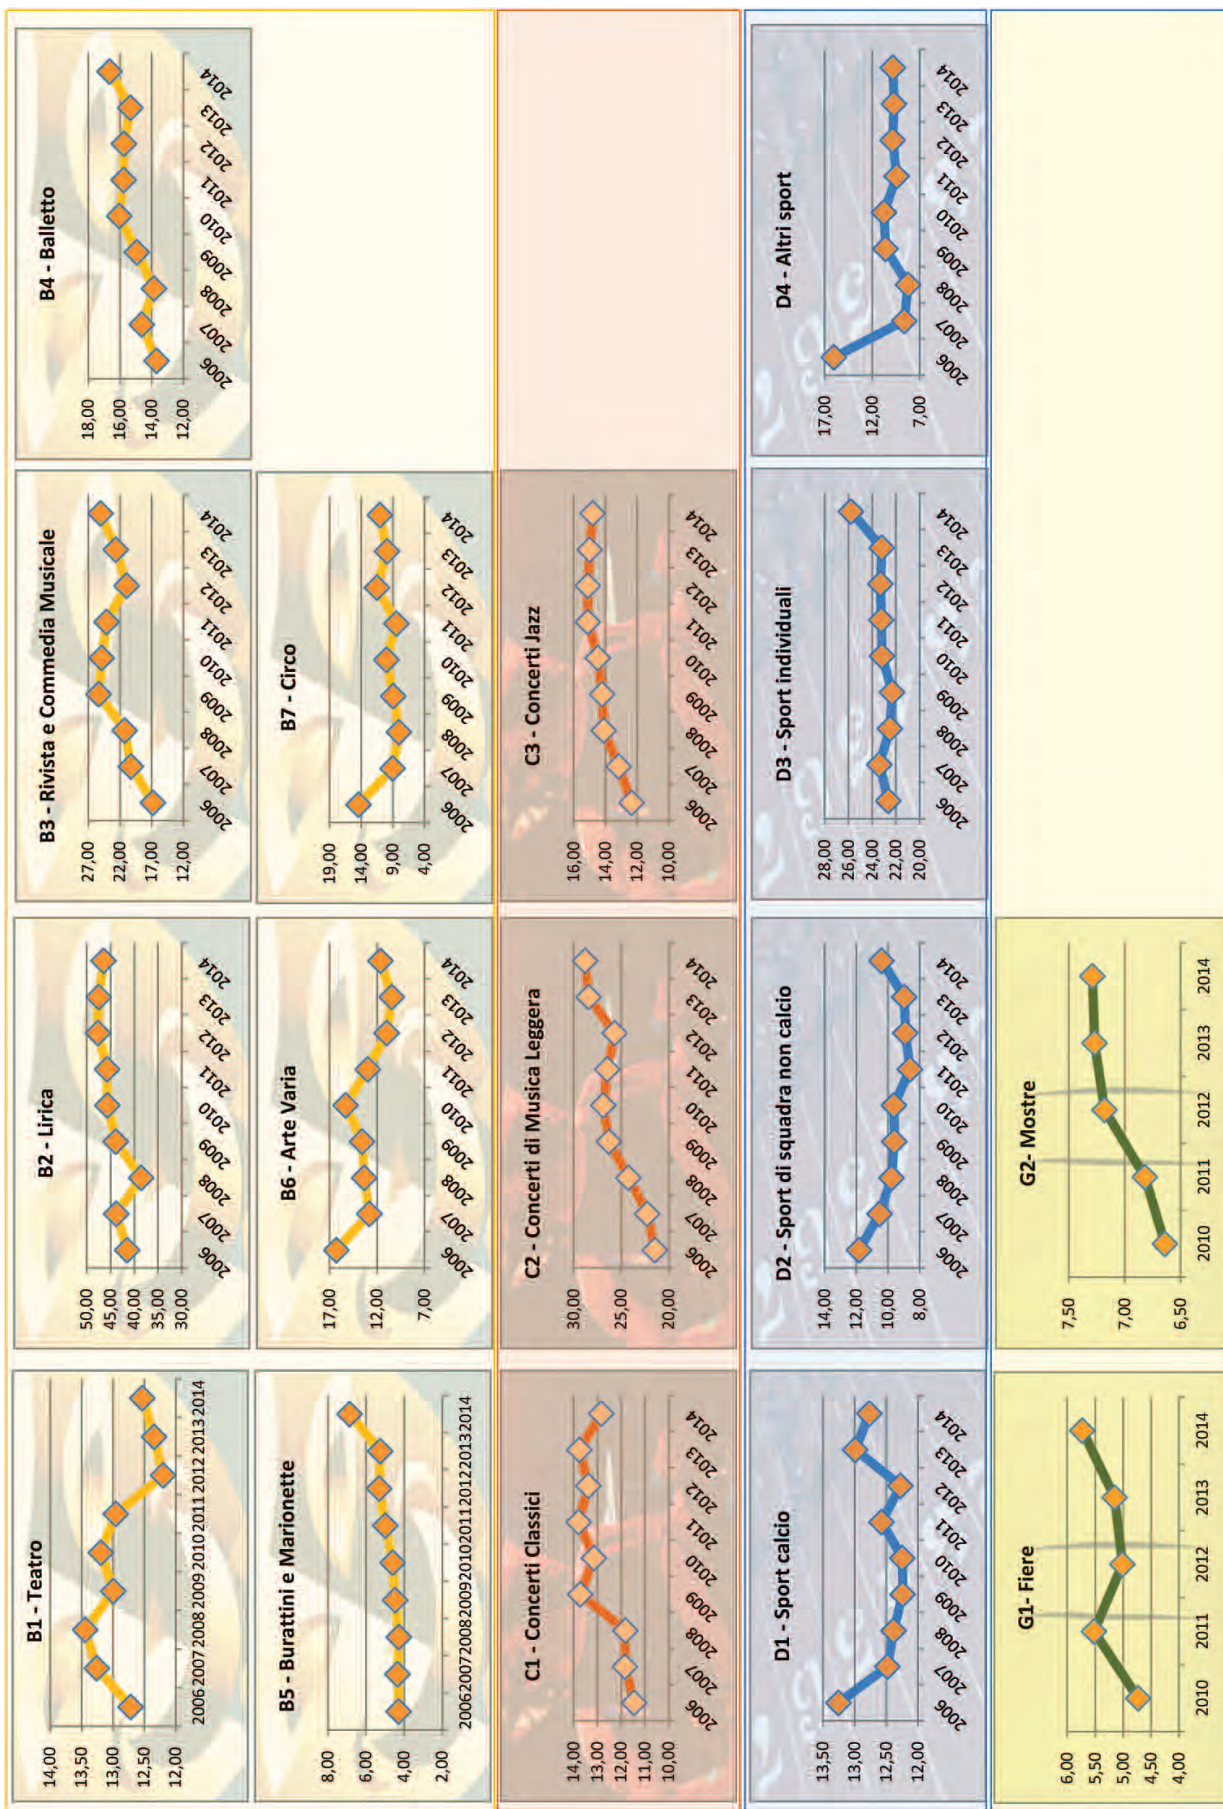 B1 - Teatro
14,00
13,50
13,00
12,50
12,00
2006 2007 2008 2009 2010 2011 2012 2013 2014
B2 - Lirica
50,00
45,00
40,00
35,00
30,00
2006 2007 2008 2009 2010 2011 2012 2013 2014
B3 - Rivista e Commedia Musicale
27,00
22,00
17,00
12,00
2006 2007 2008 2009 2010 2011 2012 2013 2014
B4 - Balletto
18,00
16,00
14,00
12,00
2006 2007 2008 2009 2010 2011 2012 2013 2014
B5 - Burattini e Marionette
8,00
6,00
4,00
2,00
2006 2007 2008 2009 2010 2011 2012 2013 2014
B6 - Arte Varia
17,00
12,00
7,00
2006 2007 2008 2009 2010 2011 2012 2013 2014
B7 - Circo
19,00
14,00
9,00
4,00
2006 2007 2008 2009 2010 2011 2012 2013 2014
C1 - Concerti Classici
14,00
13,00
12,00
11,00
10,00
2006 2007 2008 2009 2010 2011 2012 2013 2014
C2 - Concerti di Musica Leggera
30,00
25,00
20,00
2006 2007 2008 2009 2010 2011 2012 2013 2014
C3 - Concerti Jazz
16,00
14,00
12,00
10,00
2006 2007 2008 2009 2010 2011 2012 2013 2014
D1 - Sport calcio
13,50
13,00
12,50
12,00
2006 2007 2008 2009 2010 2011 2012 2013 2014
D2 - Sport di squadra non calcio
14,00
12,00
10,00
8,00
2006 2007 2008 2009 2010 2011 2012 2013 2014
D3 - Sport individuali
28,00
26,00
24,00
22,00
20,00
2006 2007 2008 2009 2010 2011 2012 2013 2014
D4 - Altri sport
17,00
12,00
7,00
2006 2007 2008 2009 2010 2011 2012 2013 2014
G1- Fiere
6,00
5,50
5,00
4,50
4,00
2010 2011 2012 2013 2014
G2- Mostre
7,50
7,00
6,50
2010 2011 2012 2013 2014